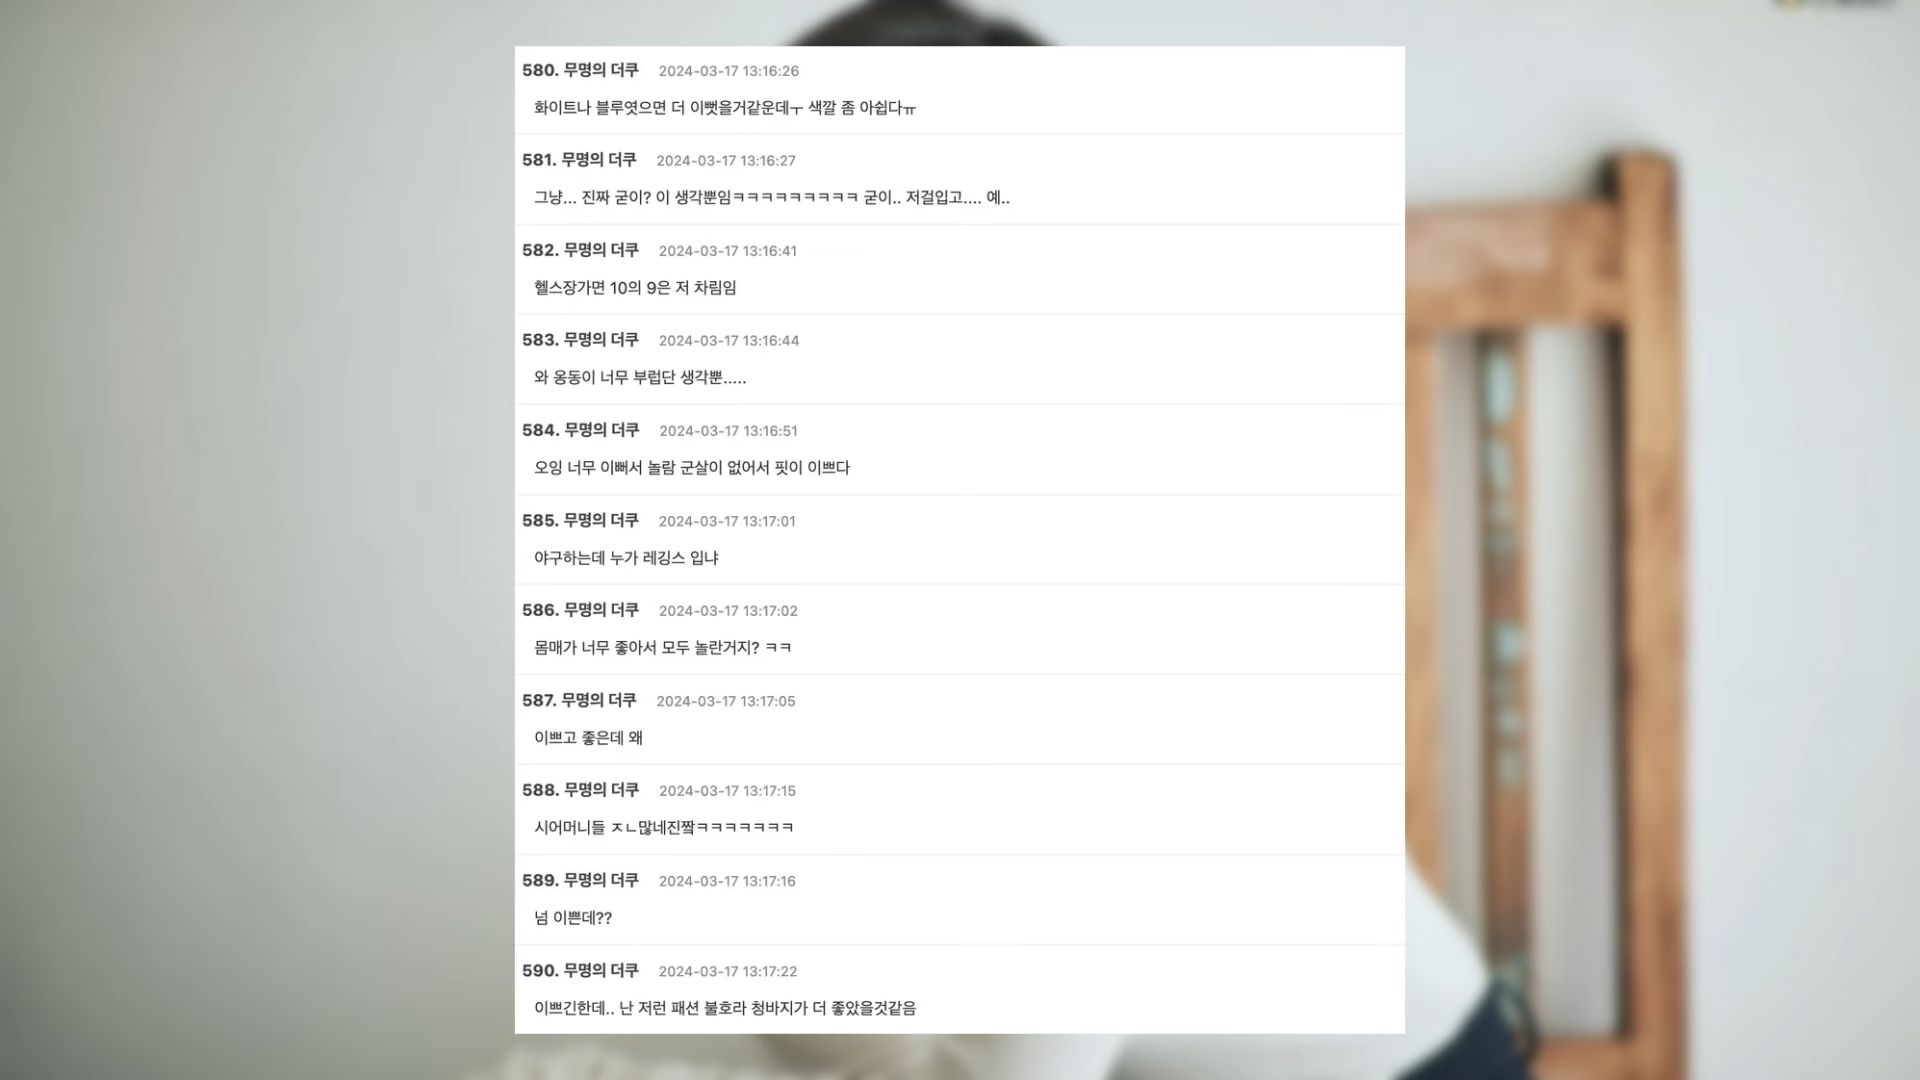 580. 무명의 더쿠 2024-03-17 13:16:26
화이트나 블루엿으면 더 이뻣을거같운데ㅜ 색깔 좀 아쉽다ㅠ
581. 무명의 더쿠 2024-03-17 13:16:27
그냥... 진짜 굳이? 이 생각뿐임ㅋㅋㅋㅋㅋㅋㅋㅋㅋ 굳이.. 저걸입고.... 예..
582. 무명의 더쿠 2024-03-17 13:16:41
헬스장가면 10의 9은 저 차림임
583. 무명의 더쿠 2024-03-17 13:16:44
와 옹동이 너무 부럽단 생각뿐.....
584. 무명의 더쿠 2024-03-17 13:16:51
오잉 너무 이뻐서 놀람 군살이 없어서 핏이 이쁘다
585. 무명의 더쿠 2024-03-17 13:17:01
야구하는데 누가 레깅스 입냐
586. 무명의 더쿠 2024-03-17 13:17:02
몸매가 너무 좋아서 모두 놀란거지? ㅋㅋ
587. 무명의 더쿠 2024-03-17 13:17:05
이쁘고 좋은데 왜
588. 무명의 더쿠 2024-03-17 13:17:15
시어머니들 ㅈㄴ많네진짴ㅋㅋㅋㅋㅋㅋㅋ
589. 무명의 더쿠 2024-03-17 13:17:16
넘 이쁜데??
590. 무명의 더쿠 2024-03-17 13:17:22
이쁘긴한데.. 난 저런 패션 불호라 청바지가 더 좋았을것같음